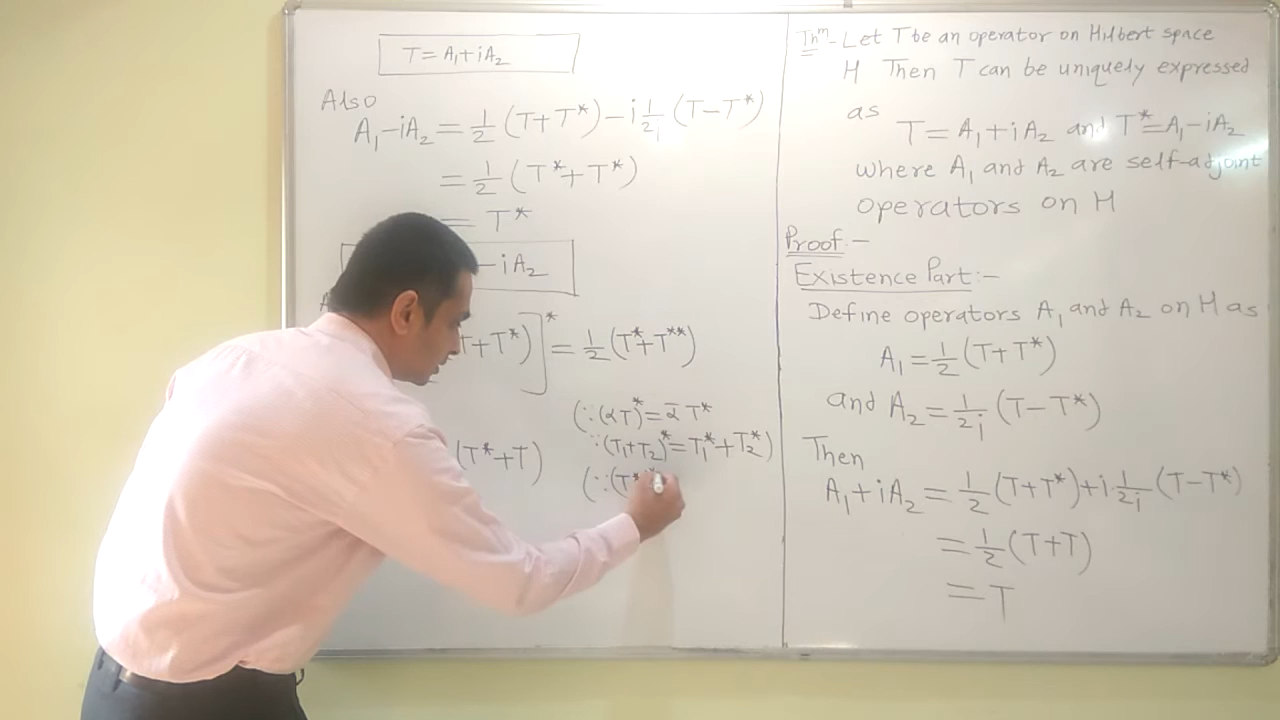 Thm- Let T be an operator on Hilbert space
H Then T can be uniquely expressed
as
T = A₁ + iA₂ and T* = A₁ - iA₂
where A₁ and A₂ are self-adjoint
operators on H
Proof:-
Existence Part:-
Define operators A₁ and A₂ on H as
A₁ = 1/2 (T + T*)
and A₂ = 1/2i (T - T*)
Then
A₁ + iA₂ = 1/2 (T + T*) + i · 1/2i (T - T*)
= 1/2 (T + T)
= T
T = A₁ + iA₂
Also
A₁ - iA₂ = 1/2 (T + T*) - i 1/2i (T - T*)
= 1/2 (T* + T*)
= T*
- iA₂
T + T*)]* = 1/2 (T* + T**)
(∵ (αT)* = ᾱ T*
∵ (T₁ + T₂)* = T₁* + T₂*)
(T* + T)
(∵ (T*